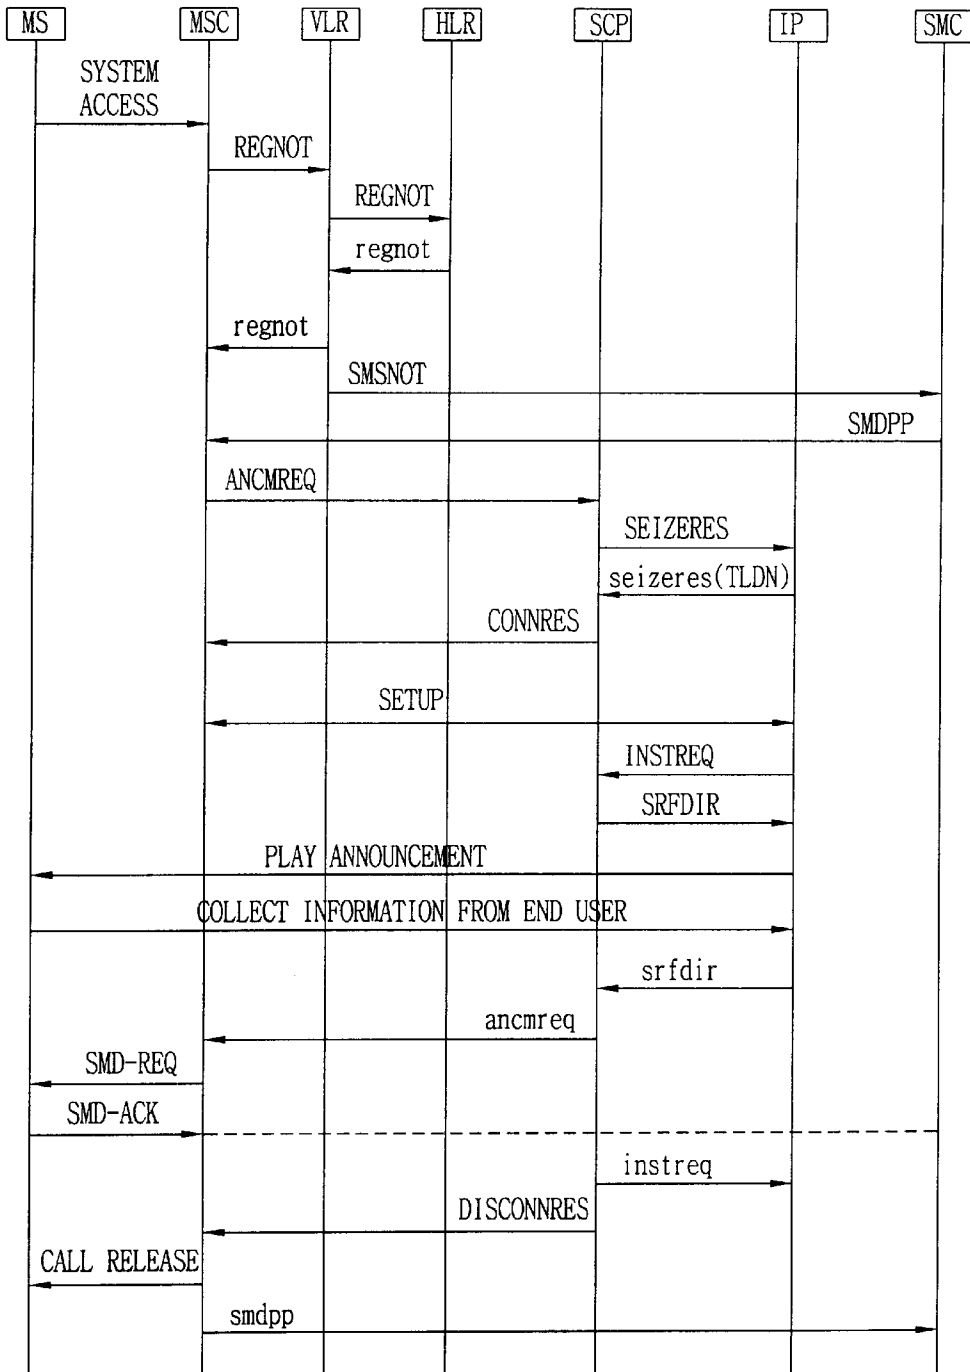 MS MSC VLR HLR SCP IP SMC
SYSTEM
ACCESS
REGNOT
REGNOT
regnot
regnot
SMSNOT
SMDPP
ANCMREQ
SEIZERES
seizeres(TLDN)
CONNRES
SETUP
INSTREQ
SRFDIR
PLAY ANNOUNCEMENT
COLLECT INFORMATION FROM END USER
srfdir
ancmreq
SMD-REQ
SMD-ACK
instreq
DISCONNRES
CALL RELEASE
smdpp